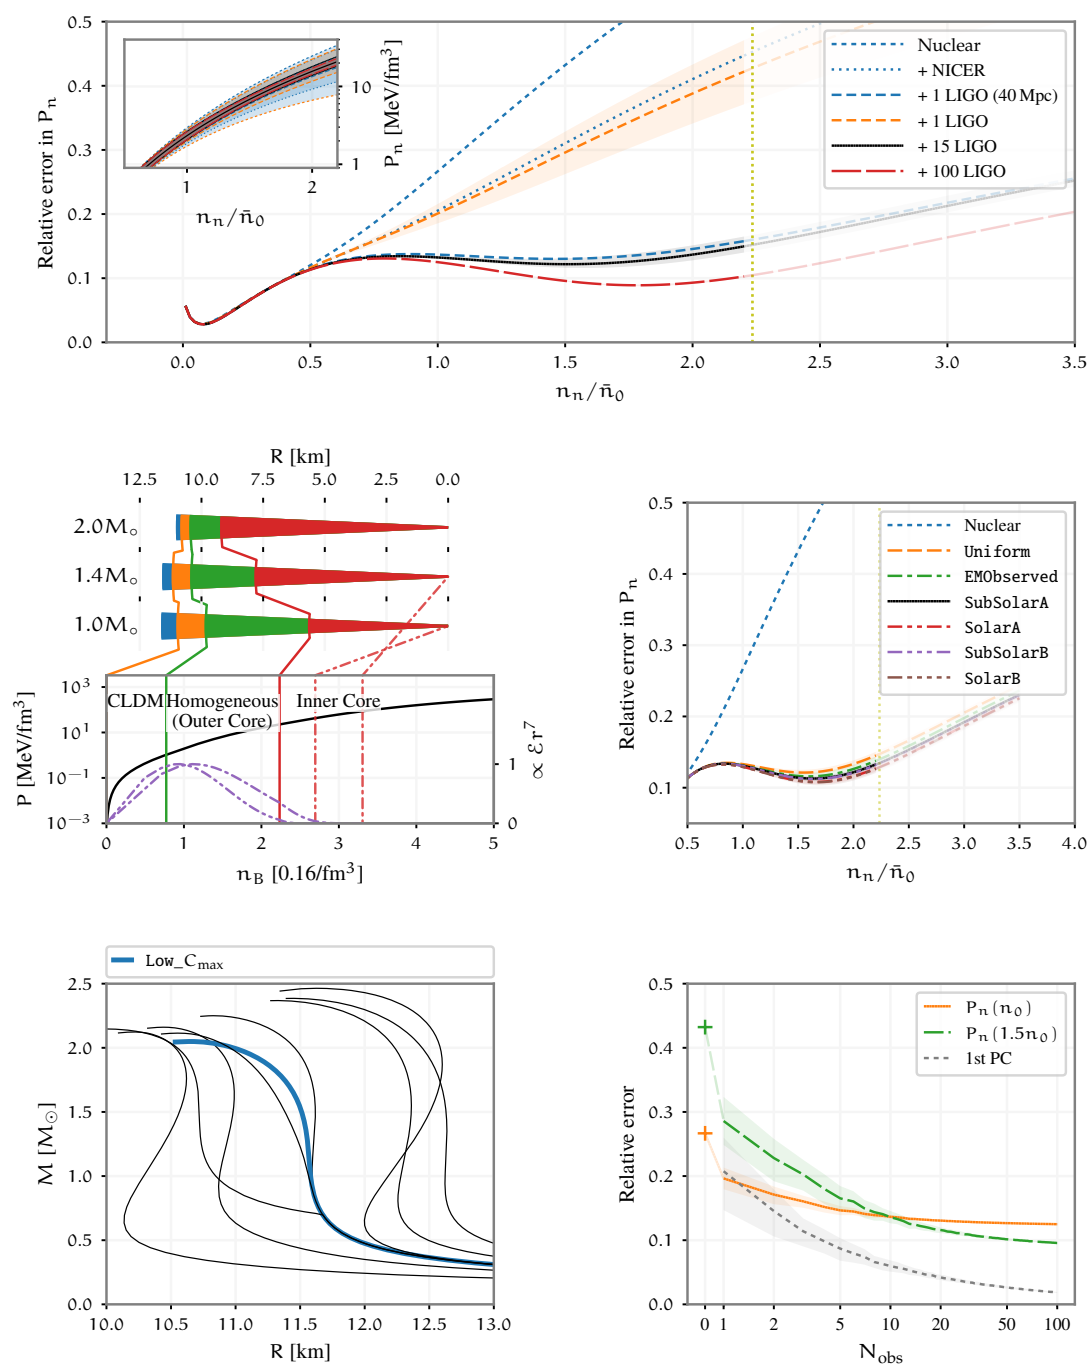 0.5
0.4
0.3
0.2
0.1
0.0
Relative error in Pₙ
0.0 0.5 1.0 1.5 2.0 2.5 3.0 3.5
nₙ/n̄₀
10
1
Pₙ [MeV/fm³]
1 2
nₙ/n̄₀
Nuclear
+ NICER
+ 1 LIGO (40 Mpc)
+ 1 LIGO
+ 15 LIGO
+ 100 LIGO
R [km]
12.5 10.0 7.5 5.0 2.5 0.0
2.0M○
1.4M○
1.0M○
CLDM Homogeneous (Outer Core) Inner Core
10³
10¹
10⁻¹
10⁻³
P [MeV/fm³]
1
0
∝ ℰr⁷
0 1 2 3 4 5
n_B [0.16/fm³]
0.5
0.4
0.3
0.2
0.1
Relative error in Pₙ
Nuclear
Uniform
EMObserved
SubSolarA
SolarA
SubSolarB
SolarB
0.5 1.0 1.5 2.0 2.5 3.0 3.5 4.0
nₙ/n̄₀
Low_C_max
2.5
2.0
1.5
1.0
0.5
0.0
M [M⊙]
10.0 10.5 11.0 11.5 12.0 12.5 13.0
R [km]
0.5
0.4
0.3
0.2
0.1
0.0
Relative error
Pₙ(n₀)
Pₙ(1.5n₀)
1st PC
0 1 2 5 10 20 50 100
N_obs